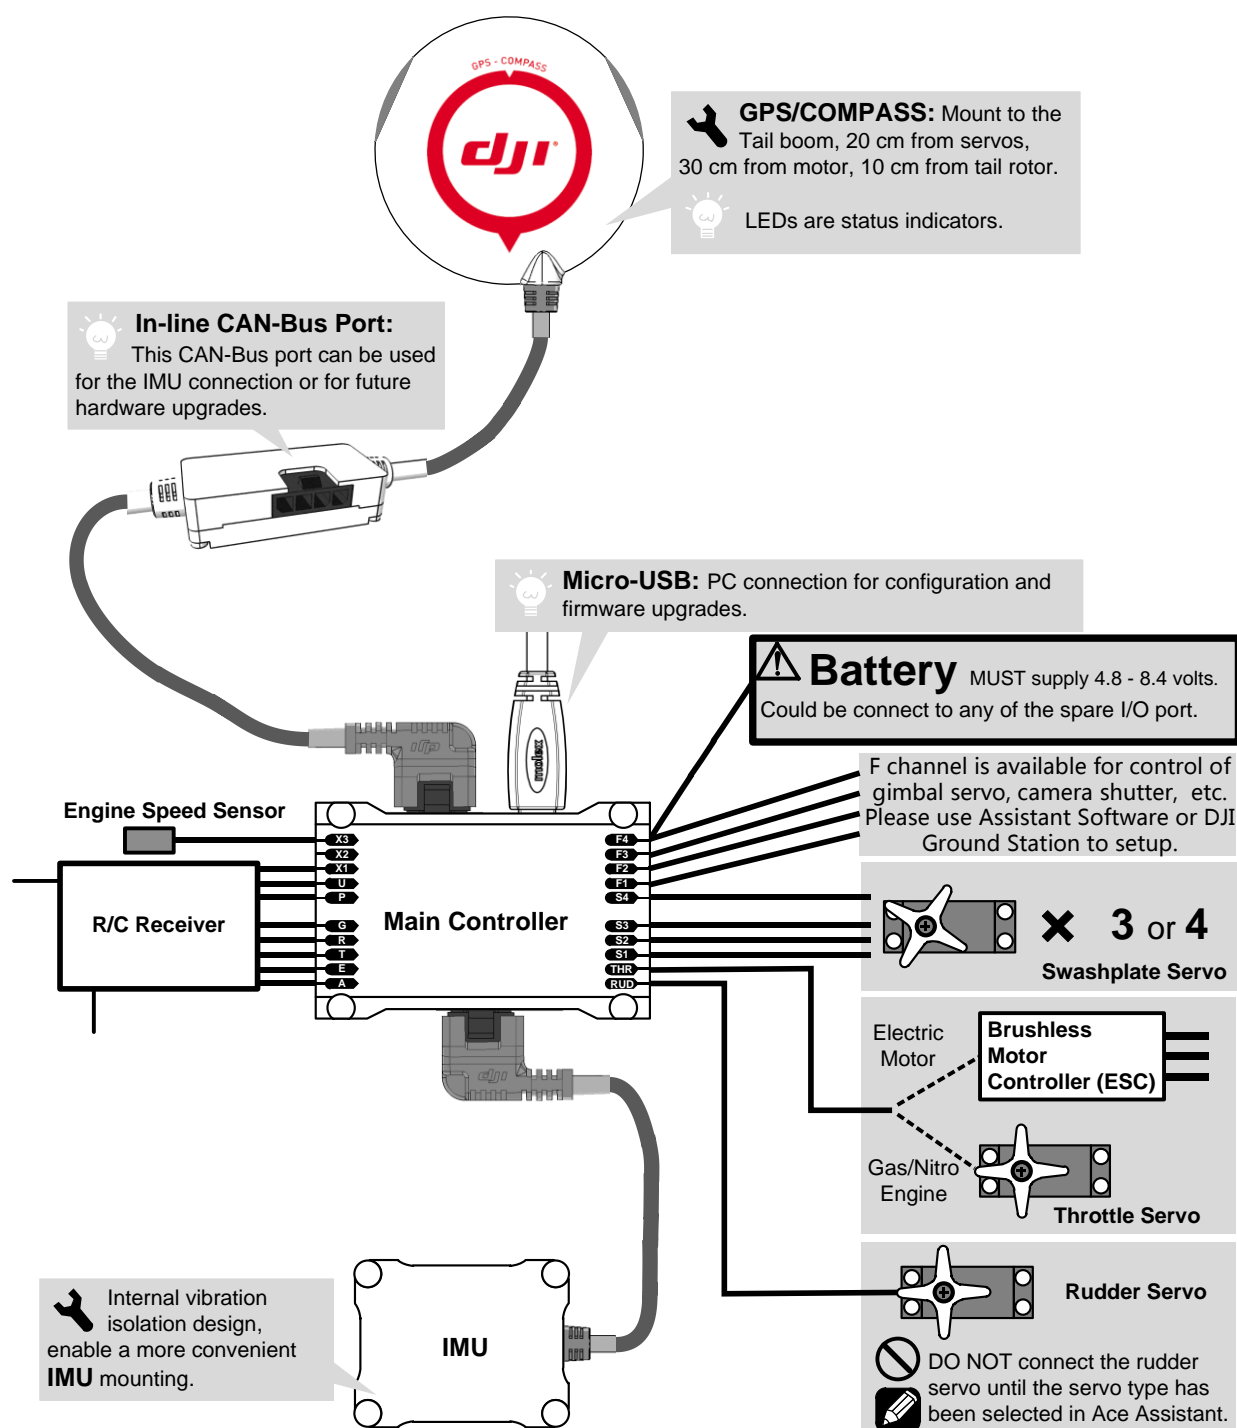 GPS - COMPASS
dji
GPS/COMPASS: Mount to the
Tail boom, 20 cm from servos,
30 cm from motor, 10 cm from tail rotor.
LEDs are status indicators.
In-line CAN-Bus Port:
This CAN-Bus port can be used
for the IMU connection or for future
hardware upgrades.
Micro-USB: PC connection for configuration and
firmware upgrades.
Battery MUST supply 4.8 - 8.4 volts.
Could be connect to any of the spare I/O port.
dji
molex
F channel is available for control of
gimbal servo, camera shutter, etc.
Please use Assistant Software or DJI
Ground Station to setup.
Engine Speed Sensor
R/C Receiver
X3
X2
X1
U
P
G
R
T
E
A
Main Controller
F4
F3
F2
F1
S4
S3
S2
S1
THR
RUD
✖ 3 or 4
Swashplate Servo
Electric
Motor
Brushless
Motor
Controller (ESC)
Gas/Nitro
Engine
Throttle Servo
dji
Rudder Servo
DO NOT connect the rudder
servo until the servo type has
been selected in Ace Assistant.
Internal vibration
isolation design,
enable a more convenient
IMU mounting.
IMU